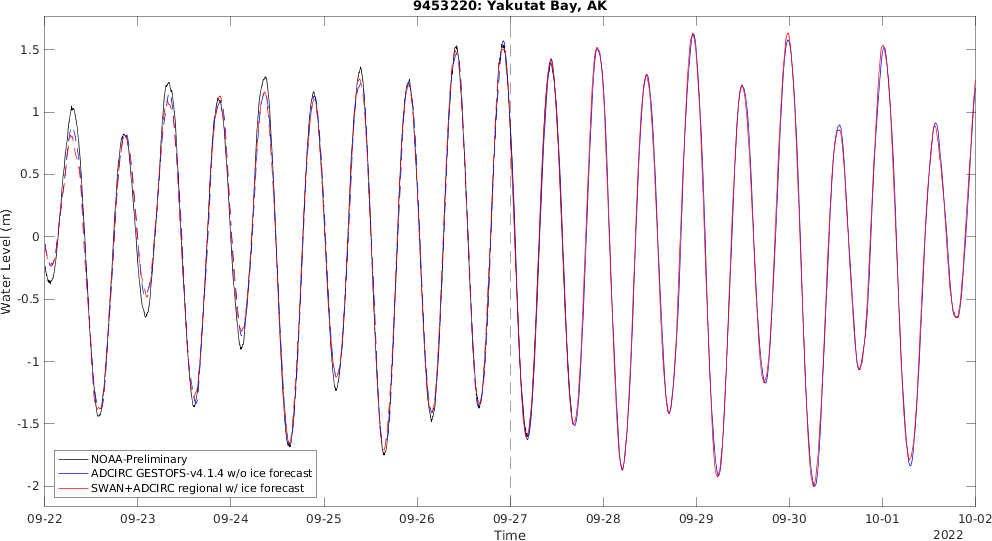 9453220: Yakutat Bay, AK
Water Level (m)
1.5
1
0.5
0
-0.5
-1
-1.5
-2
NOAA-Preliminary
ADCIRC GESTOFS-v4.1.4 w/o ice forecast
SWAN+ADCIRC regional w/ ice forecast
09-22 09-23 09-24 09-25 09-26 09-27 09-28 09-29 09-30 10-01 10-02
Time
2022